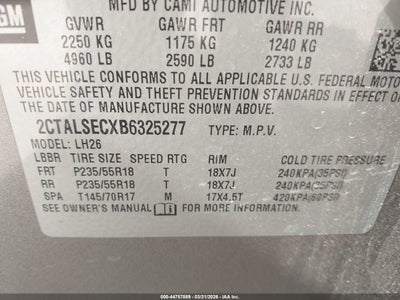 GM
MFD BY CAMI AUTOMOTIVE INC.
GVWR GAWR FRT GAWR RR
2250 KG 1175 KG 1240 KG
4960 LB 2590 LB 2733 LB
THIS VEHICLE CONFORMS TO ALL APPLICABLE U.S. FEDERAL MOTOR
VEHICLE SAFETY AND THEFT PREVENTION STANDARDS IN EFFECT
ON THE DATE OF MANUFACTURE SHOWN ABOVE.
2CTALSECXB6325277 TYPE: M.P.V.
MODEL: LH26
LBBR TIRE SIZE SPEED RTG RIM COLD TIRE PRESSURE
FRT P235/55R18 T 18X7J 240KPA(35PSI)
RR P235/55R18 T 18X7J 240KPA(35PSI)
SPA T145/70R17 M 17X4.5T 420KPA(60PSI)
SEE OWNER'S MANUAL FOR ADDITIONAL INFORMATION.
© IAA
ID: 44757889 - 03/31/2026 - IAA